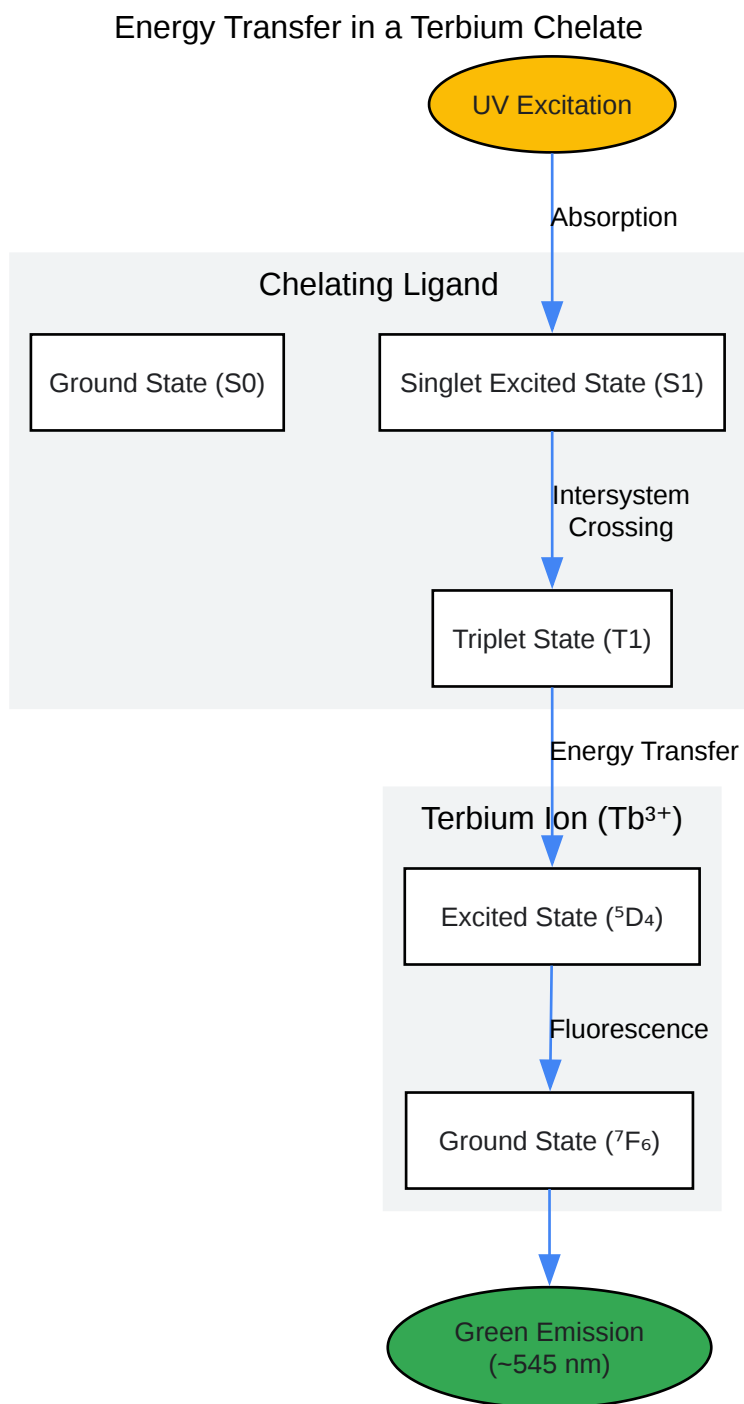 Energy Transfer in a Terbium Chelate
UV Excitation
Absorption
Chelating Ligand
Ground State (S0)
Singlet Excited State (S1)
Intersystem
Crossing
Triplet State (T1)
Energy Transfer
Terbium Ion (Tb³⁺)
Excited State (⁵D₄)
Fluorescence
Ground State (⁷F₆)
Green Emission
(~545 nm)